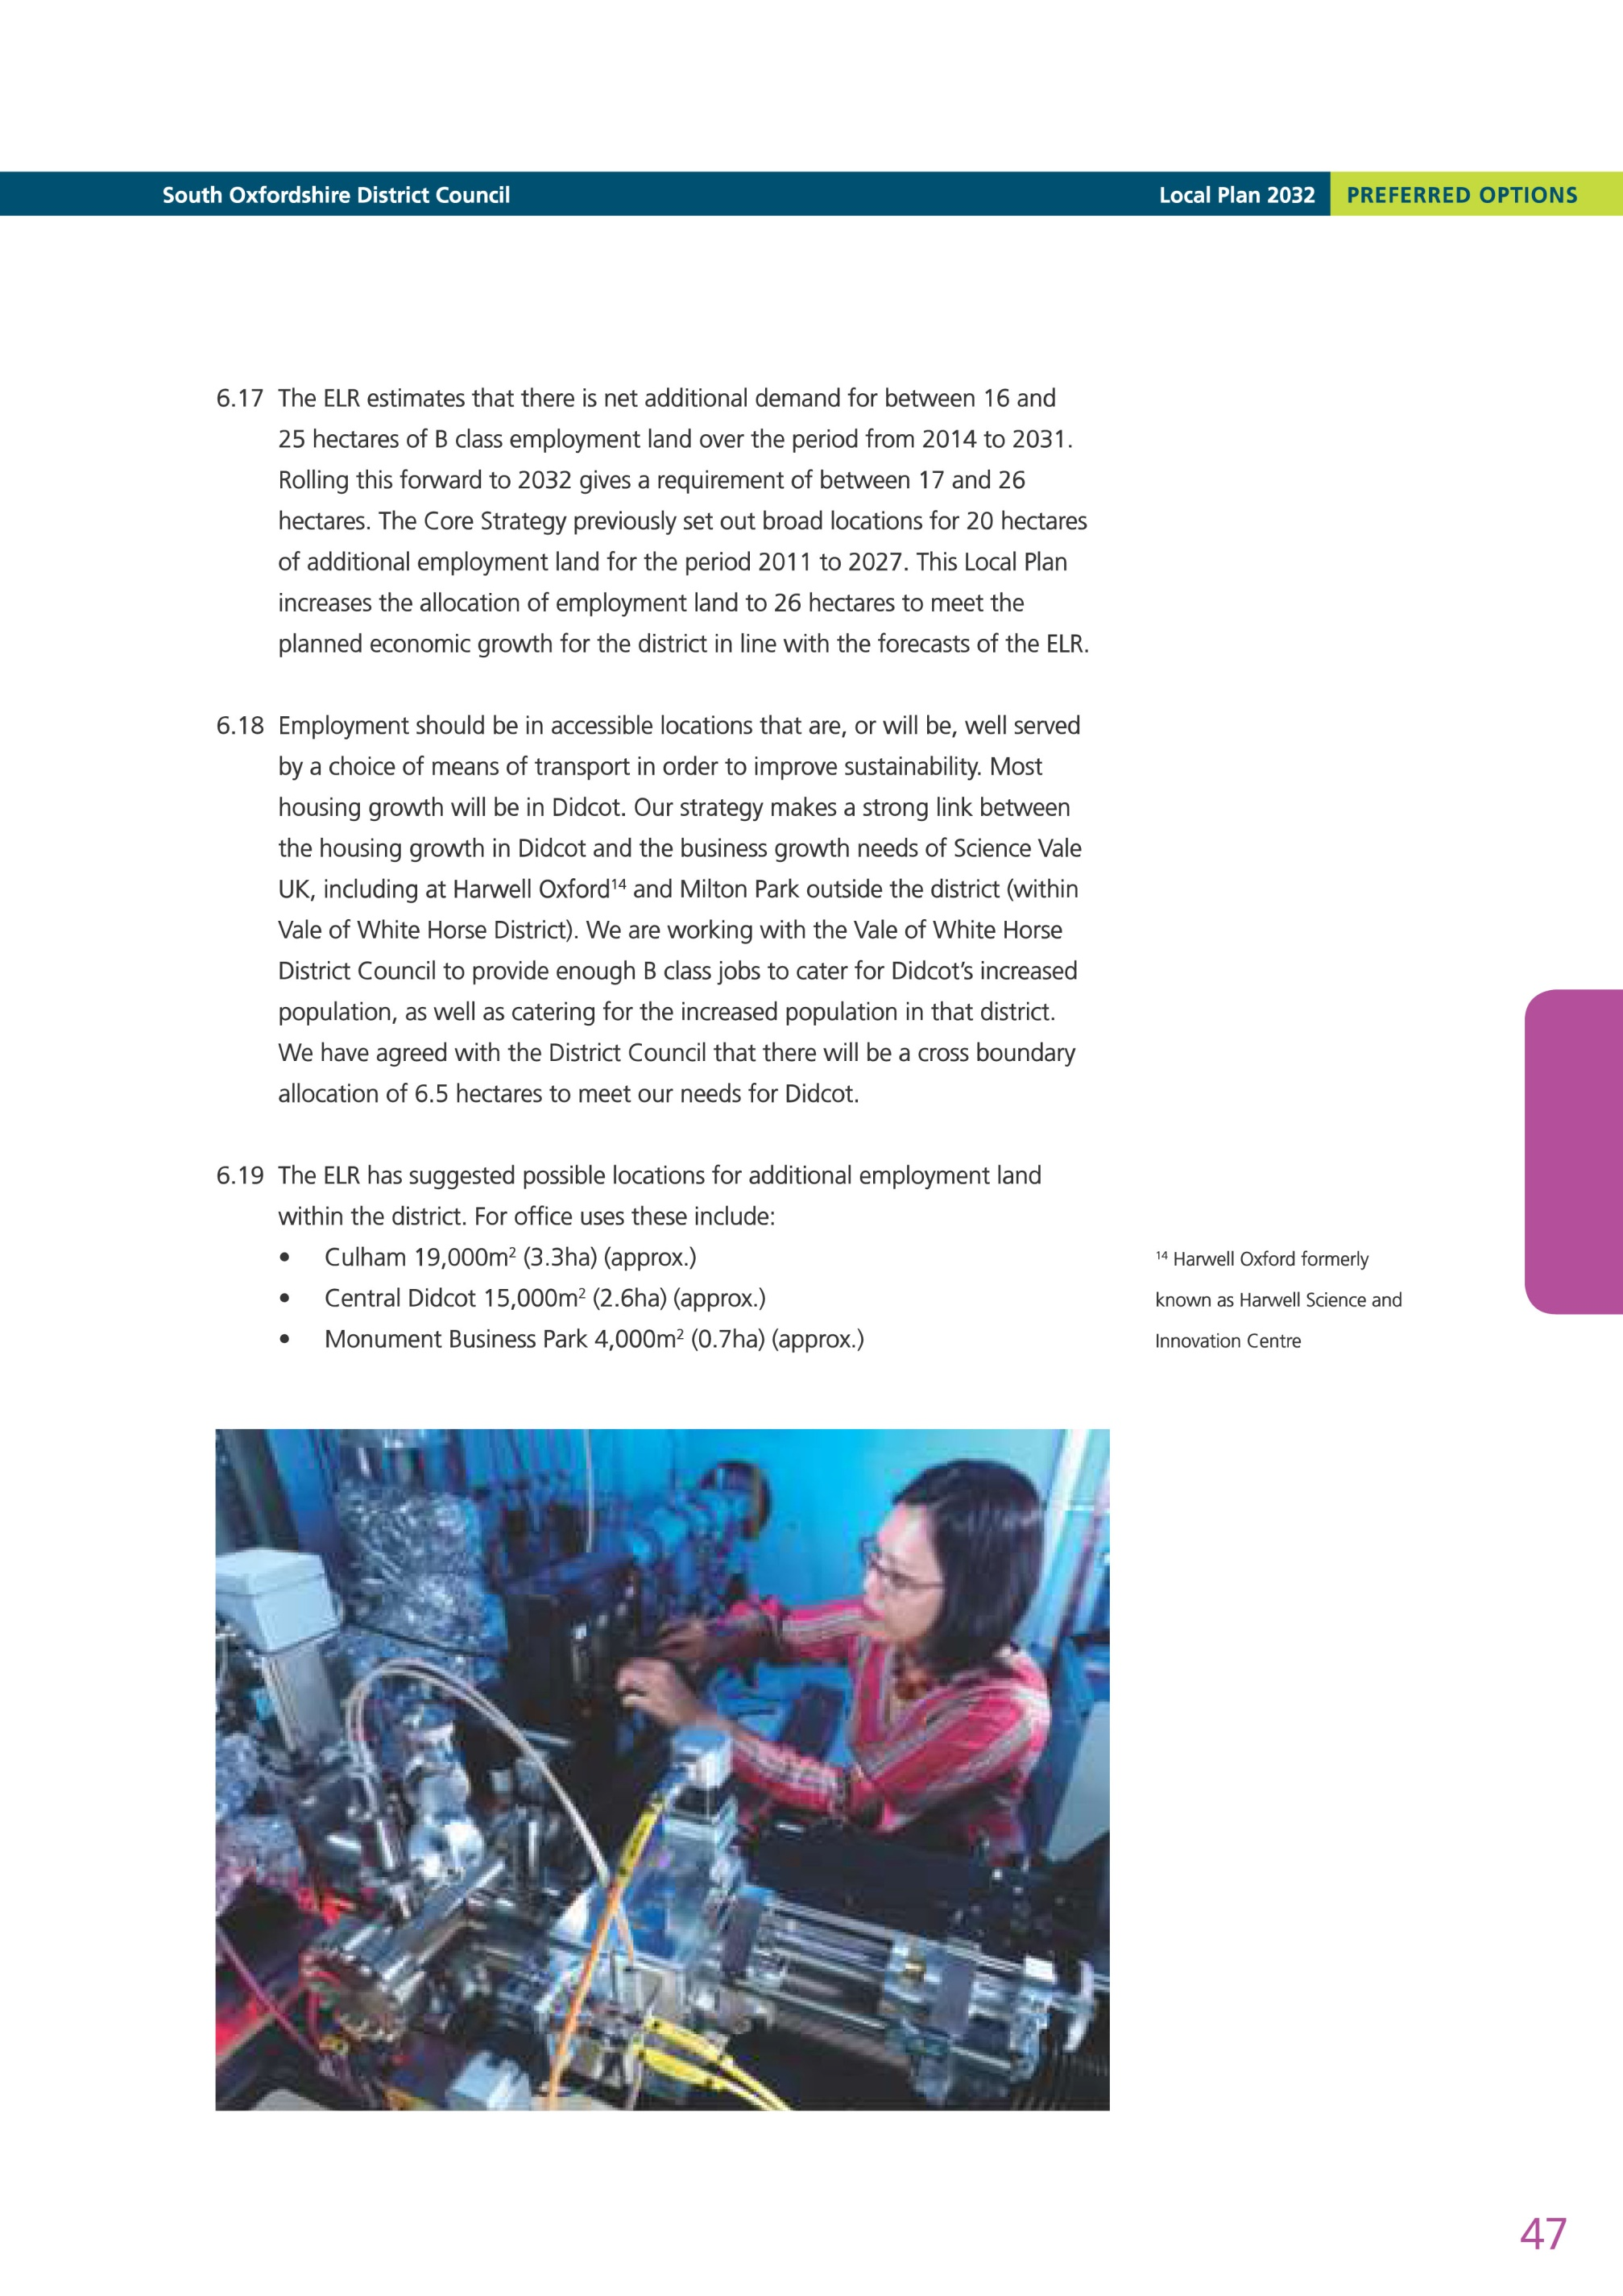 South Oxfordshire District Council Local Plan 2032 PREFERRED OPTIONS
6.17 The ELR estimates that there is net additional demand for between 16 and
25 hectares of B class employment land over the period from 2014 to 2031.
Rolling this forward to 2032 gives a requirement of between 17 and 26
hectares. The Core Strategy previously set out broad locations for 20 hectares
of additional employment land for the period 2011 to 2027. This Local Plan
increases the allocation of employment land to 26 hectares to meet the
planned economic growth for the district in line with the forecasts of the ELR.
6.18 Employment should be in accessible locations that are, or will be, well served
by a choice of means of transport in order to improve sustainability. Most
housing growth will be in Didcot. Our strategy makes a strong link between
the housing growth in Didcot and the business growth needs of Science Vale
UK, including at Harwell Oxford¹⁴ and Milton Park outside the district (within
Vale of White Horse District). We are working with the Vale of White Horse
District Council to provide enough B class jobs to cater for Didcot’s increased
population, as well as catering for the increased population in that district.
We have agreed with the District Council that there will be a cross boundary
allocation of 6.5 hectares to meet our needs for Didcot.
6.19 The ELR has suggested possible locations for additional employment land
within the district. For office uses these include:
• Culham 19,000m² (3.3ha) (approx.)
• Central Didcot 15,000m² (2.6ha) (approx.)
• Monument Business Park 4,000m² (0.7ha) (approx.)
¹⁴ Harwell Oxford formerly
known as Harwell Science and
Innovation Centre
47